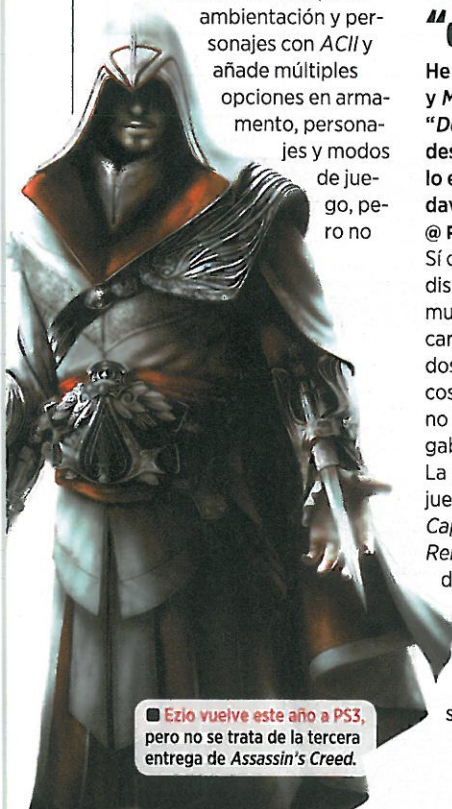 ambientación y per-
sonajes con ACII y
añade múltiples
opciones en arma-
mento, persona-
jes y modos
de jue-
go, pe-
ro no
■ Ezio vuelve este año a PS3,
pero no se trata de la tercera
entrega de Assassin's Creed.
He
y M
des
lo e
dav
@
Sí
dis
mu
car
dos
cos
no
gab
La
jue
Cap
d
s